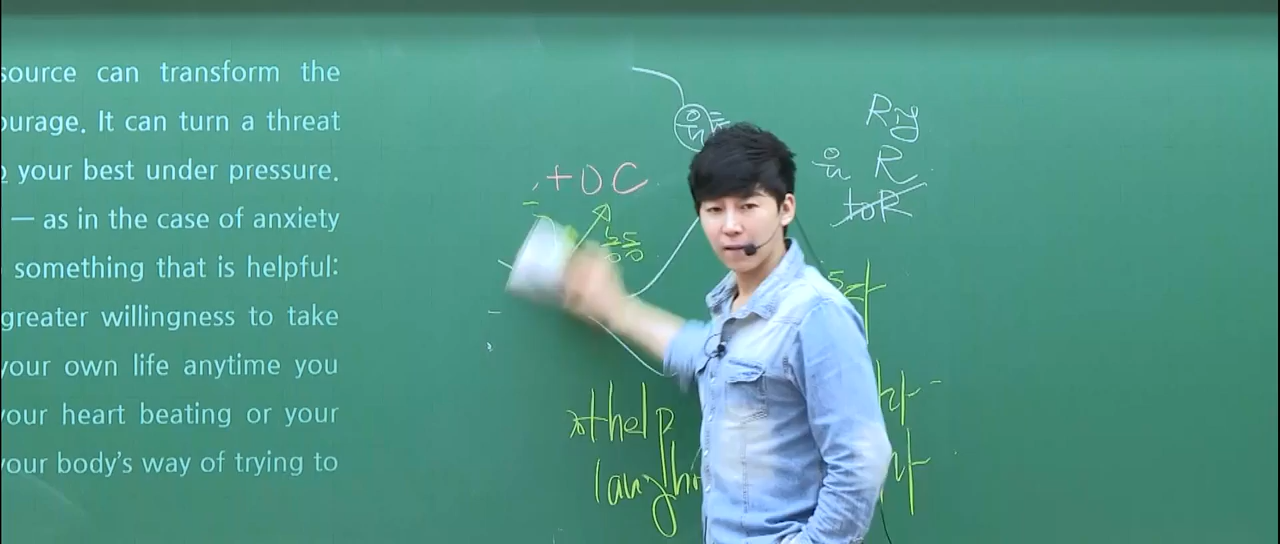 source can transform the
ourage. It can turn a threat
your best under pressure.
— as in the case of anxiety
something that is helpful:
greater willingness to take
your own life anytime you
your heart beating or your
your body's way of trying to
+ O C
R
toR
help